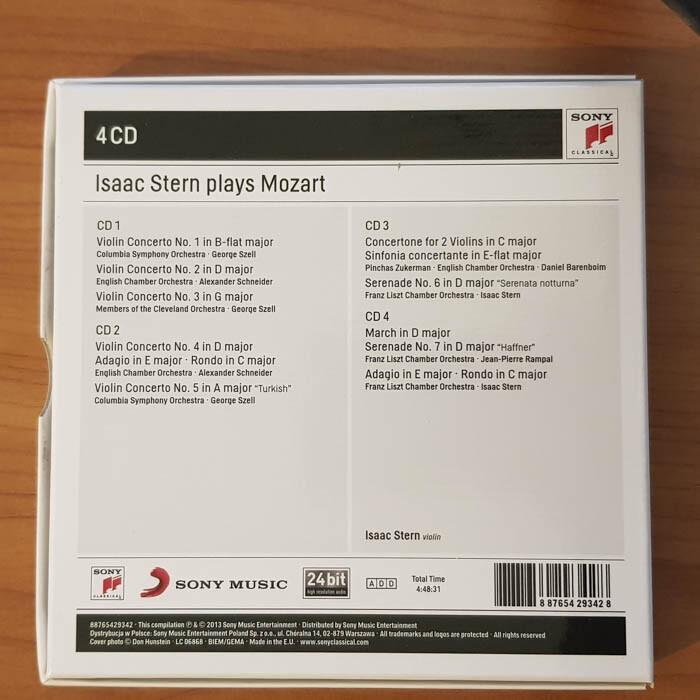 4 CD
SONY
CLASSICAL
Isaac Stern plays Mozart
CD 1
Violin Concerto No. 1 in B-flat major
Columbia Symphony Orchestra · George Szell
Violin Concerto No. 2 in D major
English Chamber Orchestra · Alexander Schneider
Violin Concerto No. 3 in G major
Members of the Cleveland Orchestra · George Szell
CD 2
Violin Concerto No. 4 in D major
Adagio in E major · Rondo in C major
English Chamber Orchestra · Alexander Schneider
Violin Concerto No. 5 in A major “Turkish”
Columbia Symphony Orchestra · George Szell
CD 3
Concertone for 2 Violins in C major
Sinfonia concertante in E-flat major
Pinchas Zukerman · English Chamber Orchestra · Daniel Barenboim
Serenade No. 6 in D major “Serenata notturna”
Franz Liszt Chamber Orchestra · Isaac Stern
CD 4
March in D major
Serenade No. 7 in D major “Haffner”
Franz Liszt Chamber Orchestra · Jean-Pierre Rampal
Adagio in E major · Rondo in C major
Franz Liszt Chamber Orchestra · Isaac Stern
Isaac Stern violin
SONY
CLASSICAL
SONY MUSIC
24 bit
high resolution audio
A D D
Total Time
4:48:31
8 87654 29342 8
88765429342 · This compilation ℗ & © 2013 Sony Music Entertainment · Distributed by Sony Music Entertainment
Dystrybucja w Polsce: Sony Music Entertainment Poland Sp. z o.o., ul. Chóralna 14, 02-879 Warszawa · All trademarks and logos are protected · All rights reserved
Cover photo © Don Hunstein · LC 06868 · BIEM/GEMA · Made in the E.U. · www.sonyclassical.com